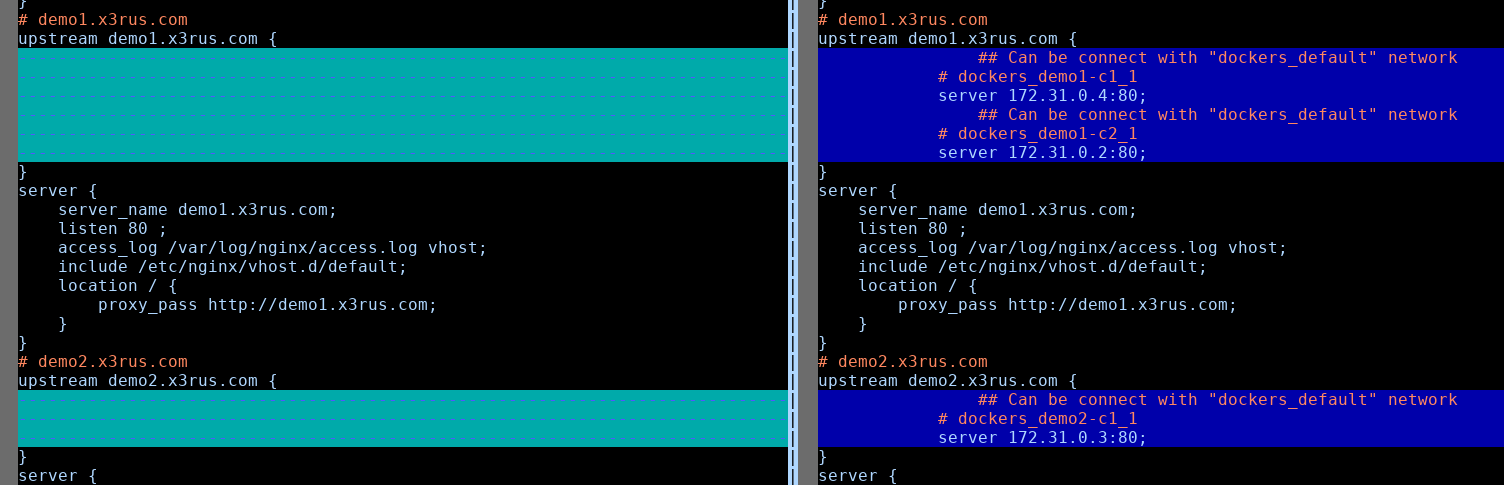 }
# demo1.x3rus.com
upstream demo1.x3rus.com {
}
server {
    server_name demo1.x3rus.com;
    listen 80 ;
    access_log /var/log/nginx/access.log vhost;
    include /etc/nginx/vhost.d/default;
    location / {
        proxy_pass http://demo1.x3rus.com;
    }
}
# demo2.x3rus.com
upstream demo2.x3rus.com {
}
server {
}
# demo1.x3rus.com
upstream demo1.x3rus.com {
                ## Can be connect with "dockers_default" network
            # dockers_demo1-c1_1
            server 172.31.0.4:80;
                ## Can be connect with "dockers_default" network
            # dockers_demo1-c2_1
            server 172.31.0.2:80;
}
server {
    server_name demo1.x3rus.com;
    listen 80 ;
    access_log /var/log/nginx/access.log vhost;
    include /etc/nginx/vhost.d/default;
    location / {
        proxy_pass http://demo1.x3rus.com;
    }
}
# demo2.x3rus.com
upstream demo2.x3rus.com {
                ## Can be connect with "dockers_default" network
            # dockers_demo2-c1_1
            server 172.31.0.3:80;
}
server {